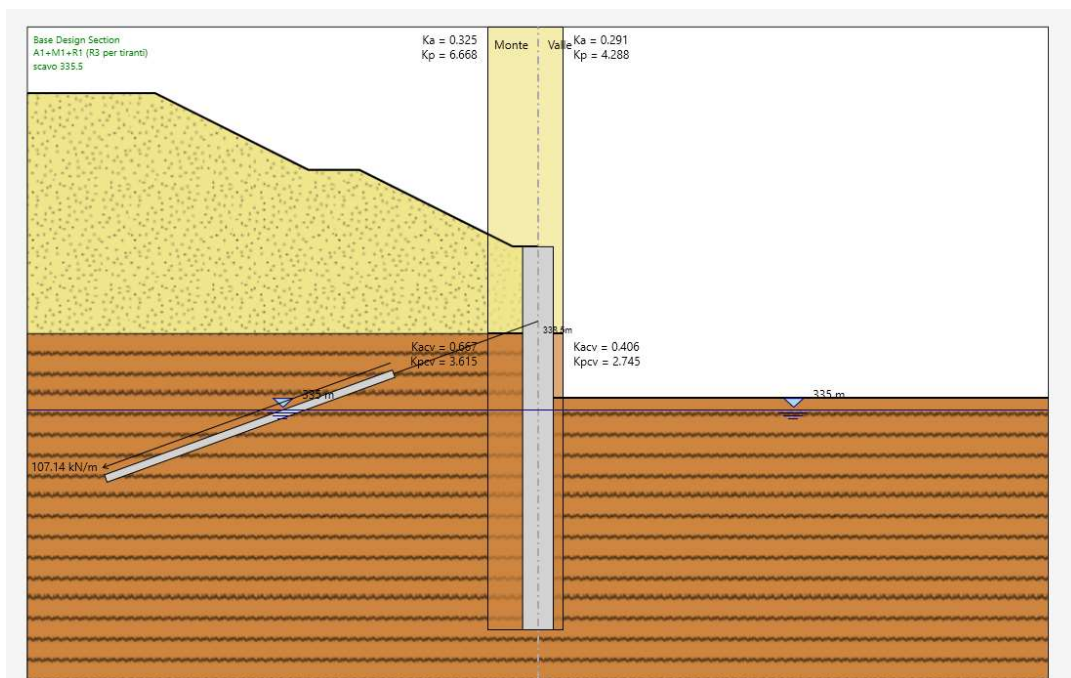 Base Design Section
A1+M1+R1 (R3 per tiranti)
scavo 335.5
Ka = 0.325
Kp = 6.668
Monte
Valle
Ka = 0.291
Kp = 4.288
338.5m
Kacv = 0.667
Kpcv = 3.615
Kacv = 0.406
Kpcv = 2.745
335 m
335 m
107.14 kN/m